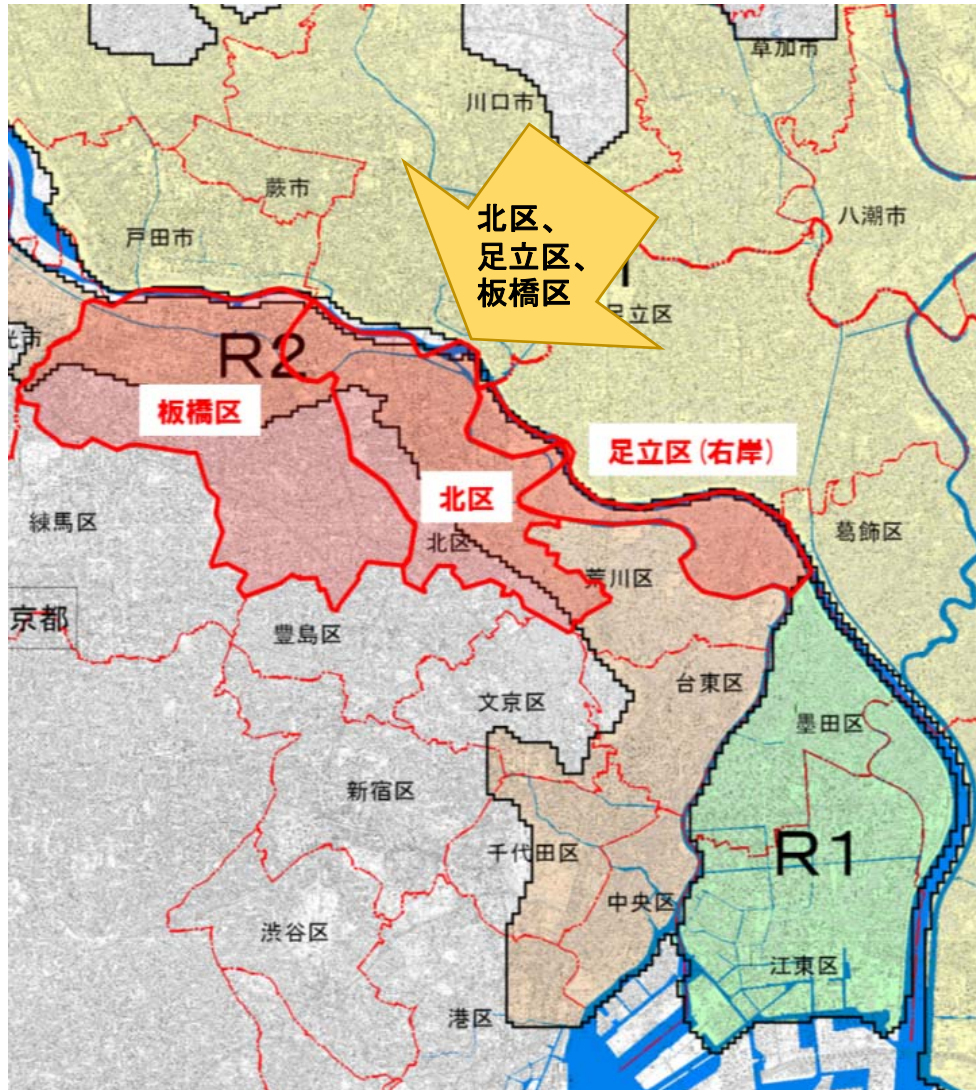 草加市
川口市
蕨市
八潮市
戸田市
北区、
足立区、
板橋区
足立区
光市
R2
板橋区
足立区(右岸)
北区
練馬区
北区
葛飾区
荒川区
京都
豊島区
台東区
文京区
墨田区
新宿区
千代田区
R1
中央区
渋谷区
江東区
港区